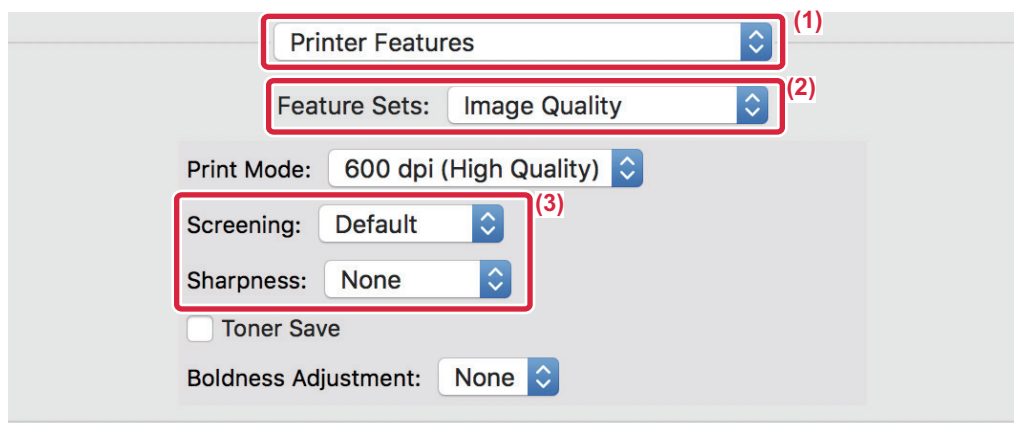 Printer Features (1)
Feature Sets: Image Quality (2)
Print Mode: 600 dpi (High Quality)
Screening: Default (3)
Sharpness: None
Toner Save
Boldness Adjustment: None